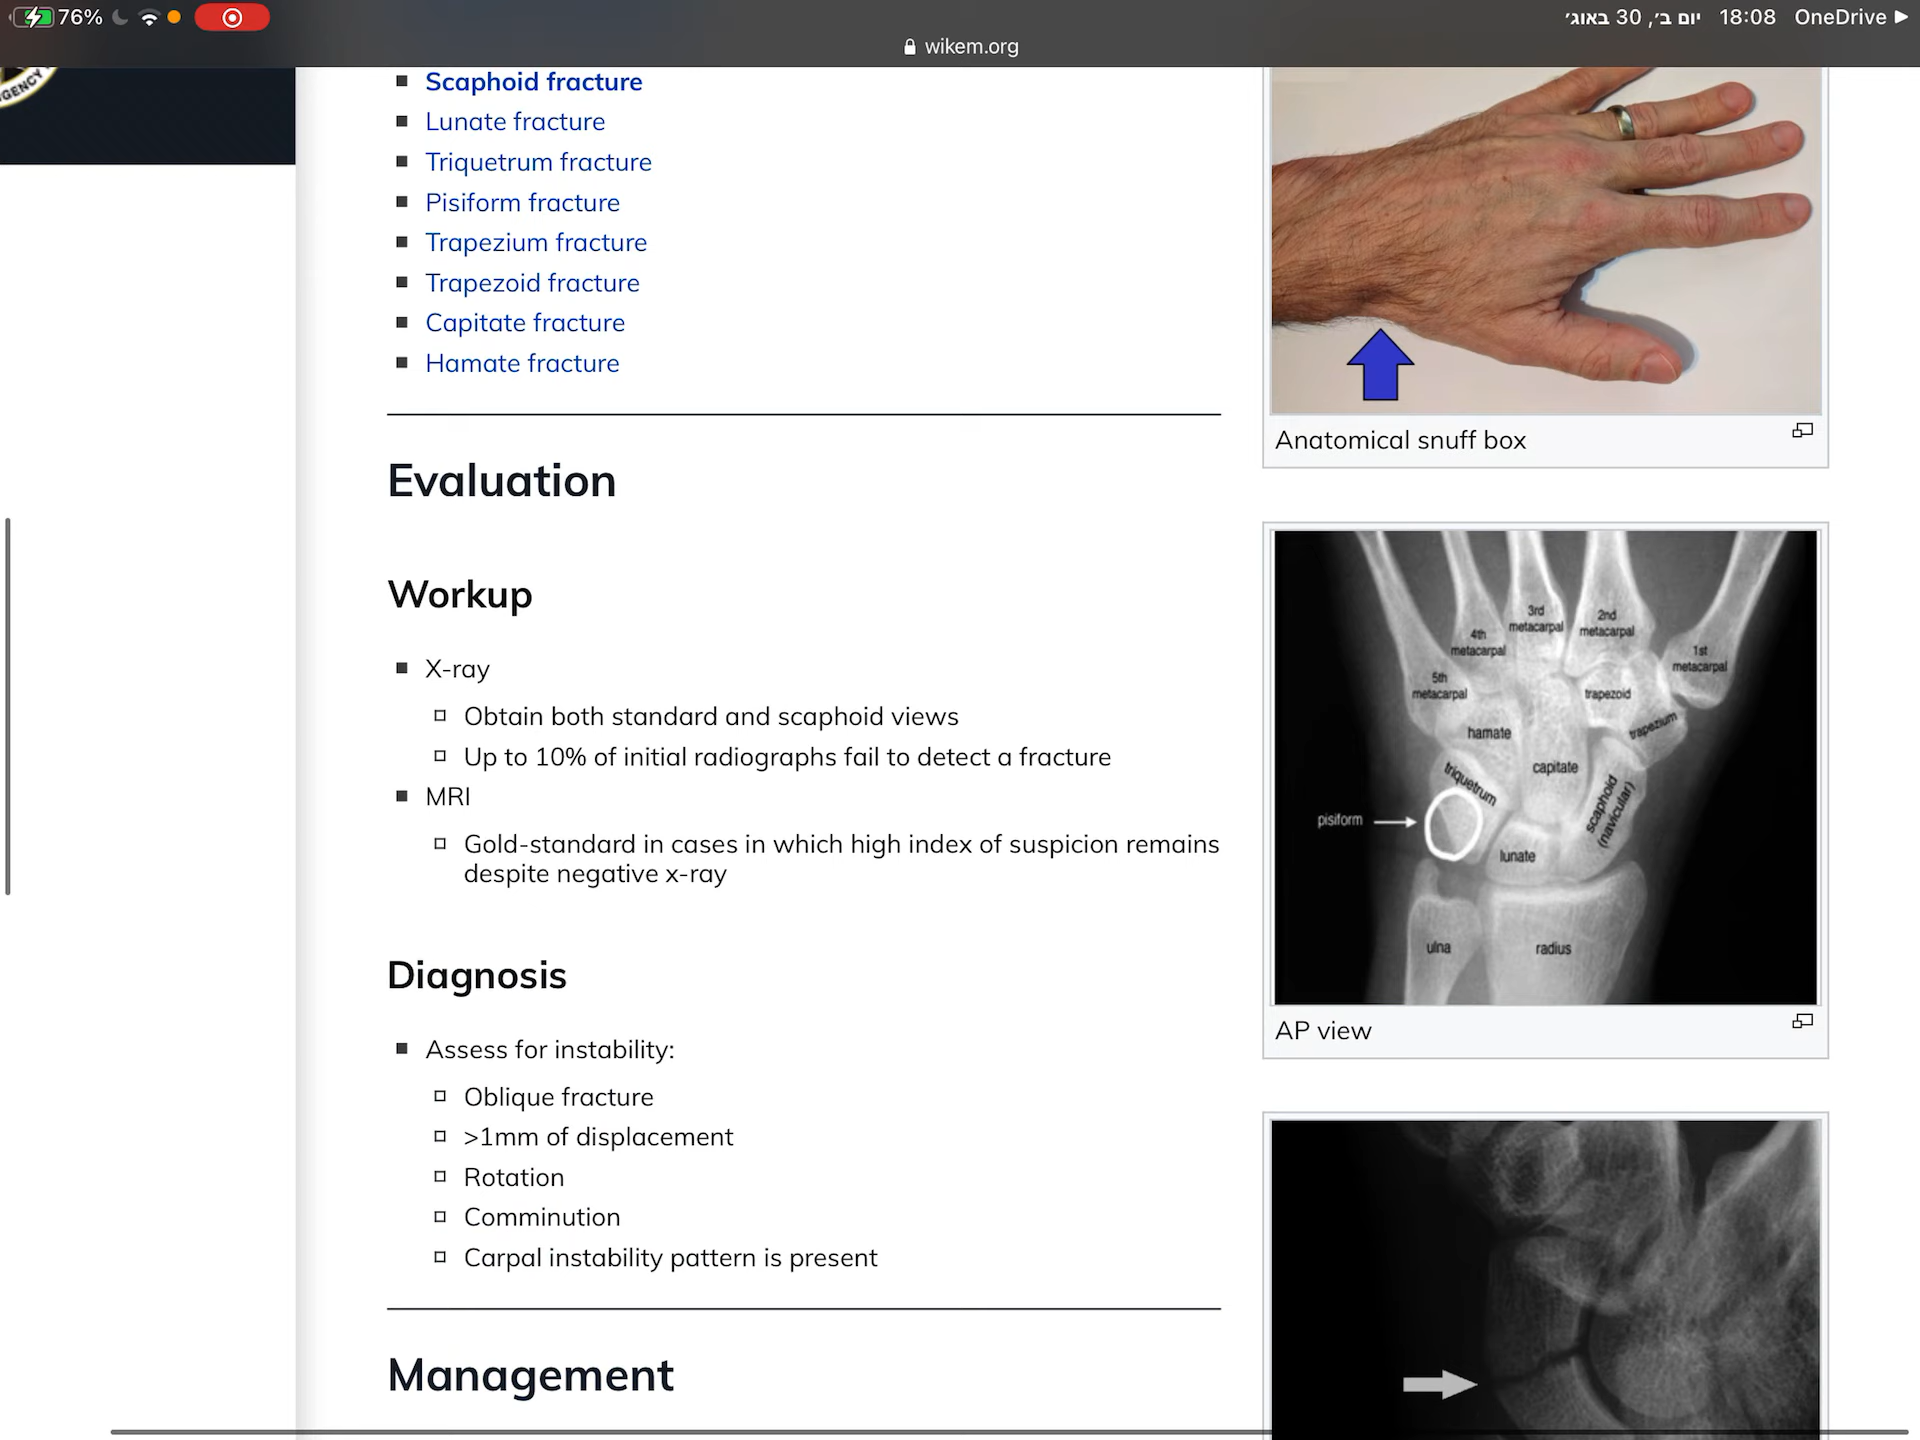 76%
יום ב׳, 30 באוג׳ 18:08 OneDrive
wikem.org
GENCY
Scaphoid fracture
Lunate fracture
Triquetrum fracture
Pisiform fracture
Trapezium fracture
Trapezoid fracture
Capitate fracture
Hamate fracture
Evaluation
Workup
X-ray
Obtain both standard and scaphoid views
Up to 10% of initial radiographs fail to detect a fracture
MRI
Gold-standard in cases in which high index of suspicion remains
despite negative x-ray
Diagnosis
Assess for instability:
Oblique fracture
>1mm of displacement
Rotation
Comminution
Carpal instability pattern is present
Management
Anatomical snuff box
3rd
metacarpal
2nd
metacarpal
4th
metacarpal
1st
metacarpal
5th
metacarpal
trapezoid
trapezium
hamate
capitate
triquetrum
scaphoid
(navicular)
pisiform
lunate
ulna
radius
AP view